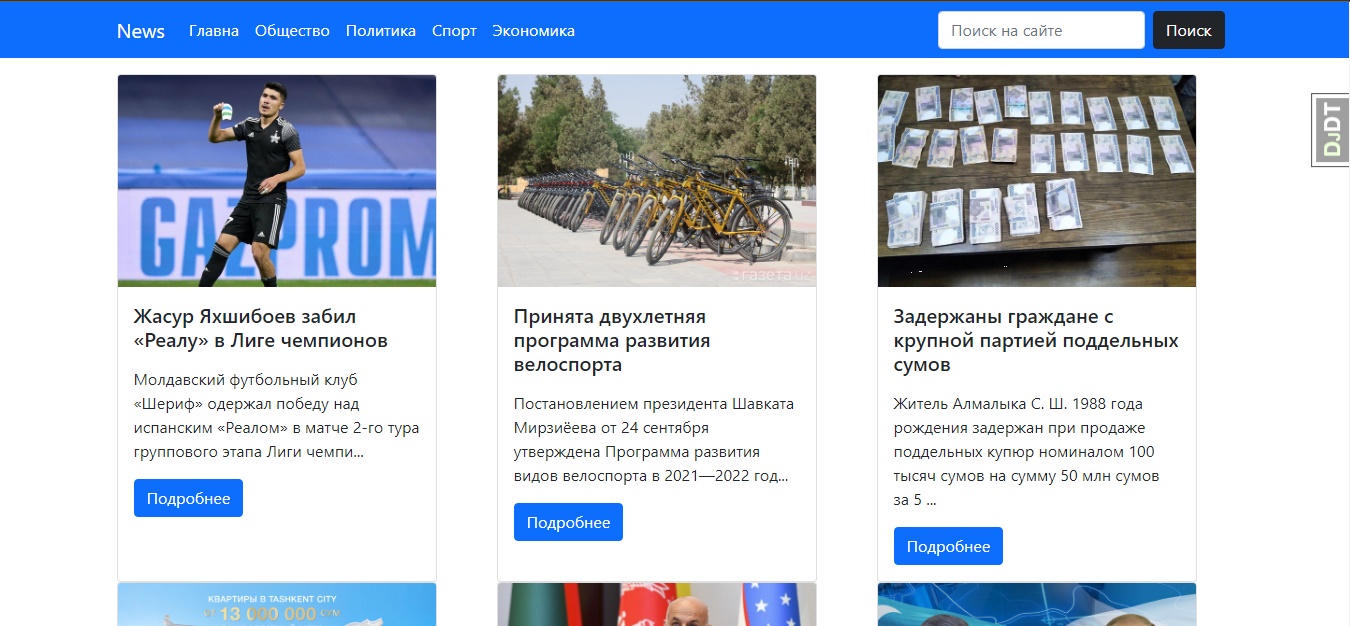 News Главна Общество Политика Спорт Экономика Поиск на сайте Поиск
DJDT
GAZPROM
:газета.uz
Жасур Яхшибоев забил
«Реалу» в Лиге чемпионов
Молдавский футбольный клуб
«Шериф» одержал победу над
испанским «Реалом» в матче 2-го тура
группового этапа Лиги чемпи...
Подробнее
Принята двухлетняя
программа развития
велоспорта
Постановлением президента Шавката
Мирзиёева от 24 сентября
утверждена Программа развития
видов велоспорта в 2021—2022 год...
Подробнее
Задержаны граждане с
крупной партией поддельных
сумов
Житель Алмалыка С. Ш. 1988 года
рождения задержан при продаже
поддельных купюр номиналом 100
тысяч сумов на сумму 50 млн сумов
за 5 ...
Подробнее
КВАРТИРЫ В TASHKENT CITY
ОТ 13 000 000 СУМ